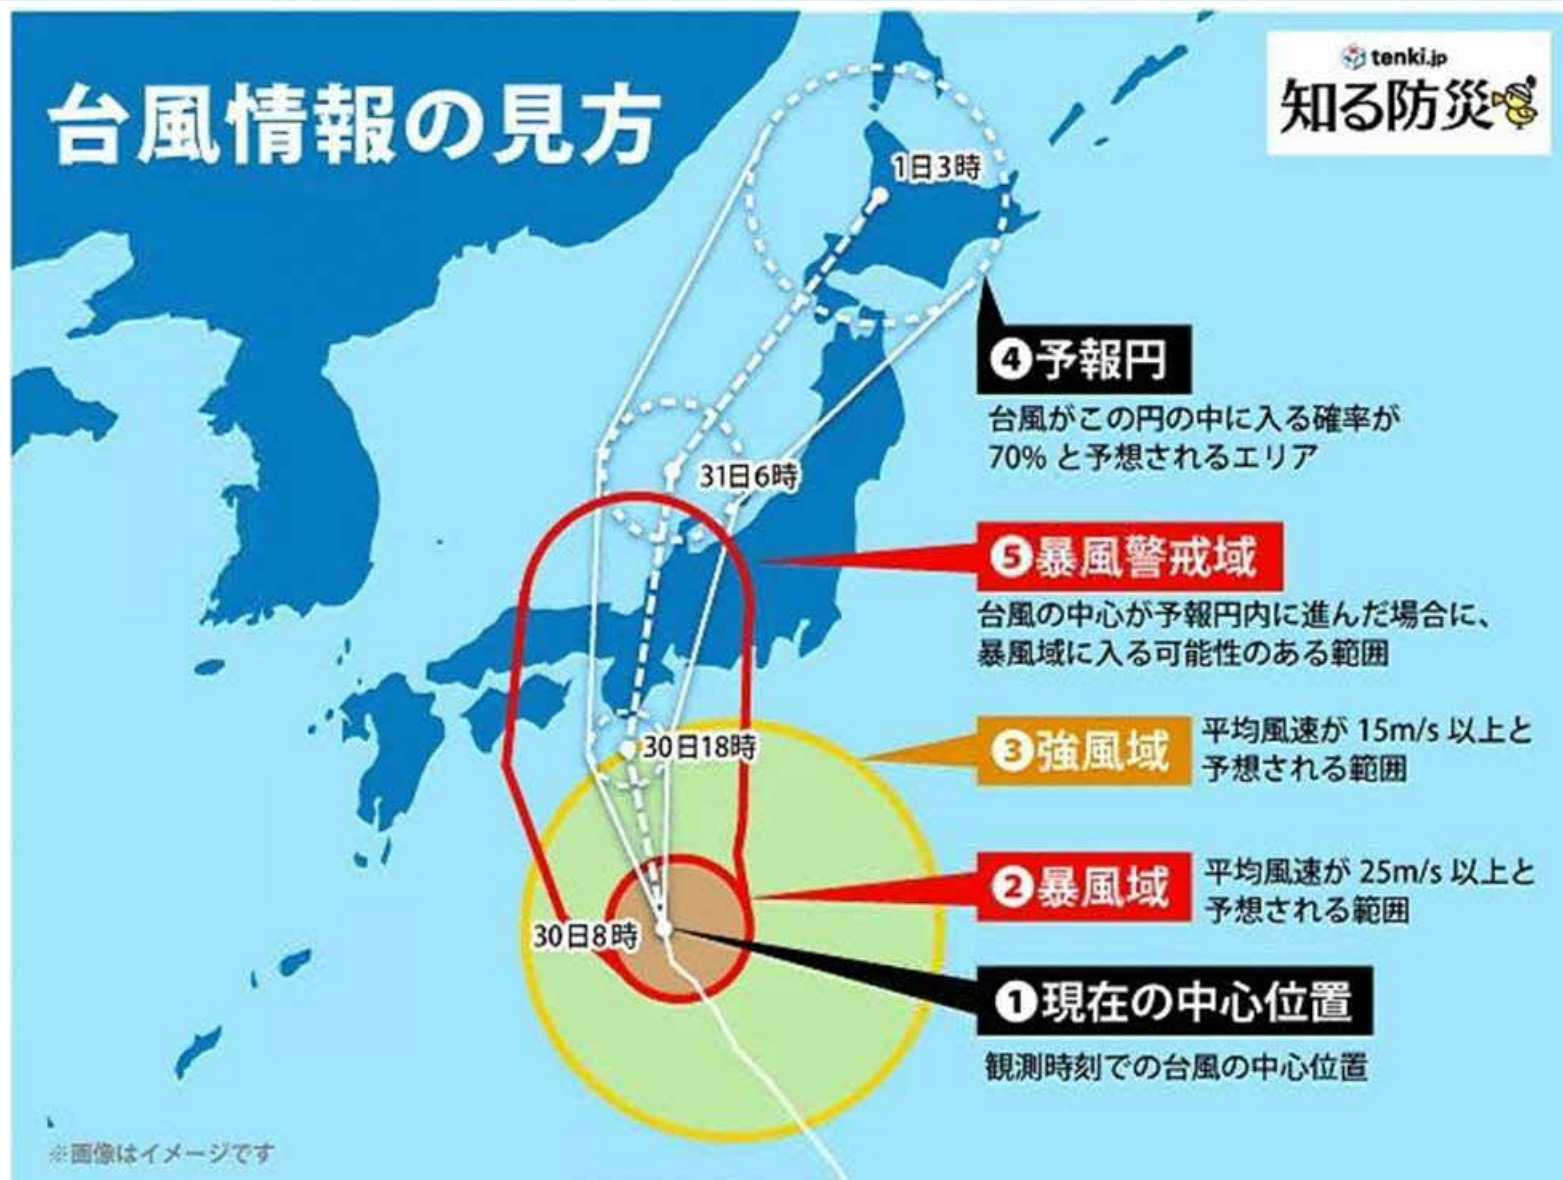 台風情報の見方
tenki.jp
知る防災
1日3時
❹予報円
台風がこの円の中に入る確率が
70% と予想されるエリア
31日6時
❺暴風警戒域
台風の中心が予報円内に進んだ場合に、
暴風域に入る可能性のある範囲
❸強風域
平均風速が 15m/s 以上と
予想される範囲
30日18時
❷暴風域
平均風速が 25m/s 以上と
予想される範囲
30日8時
❶現在の中心位置
観測時刻での台風の中心位置
※画像はイメージです